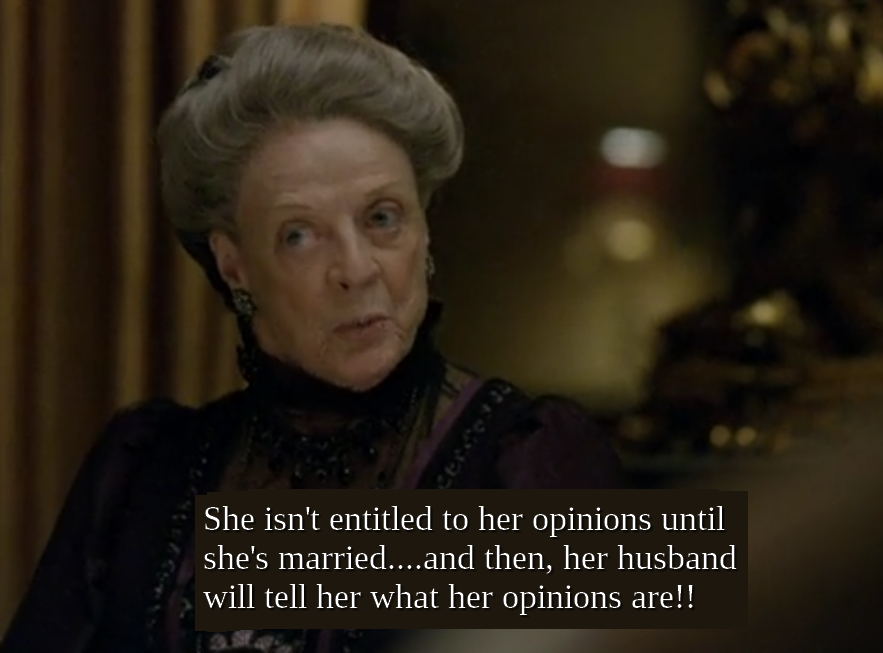 She isn't entitled to her opinions until
she's married....and then, her husband
will tell her what her opinions are!!